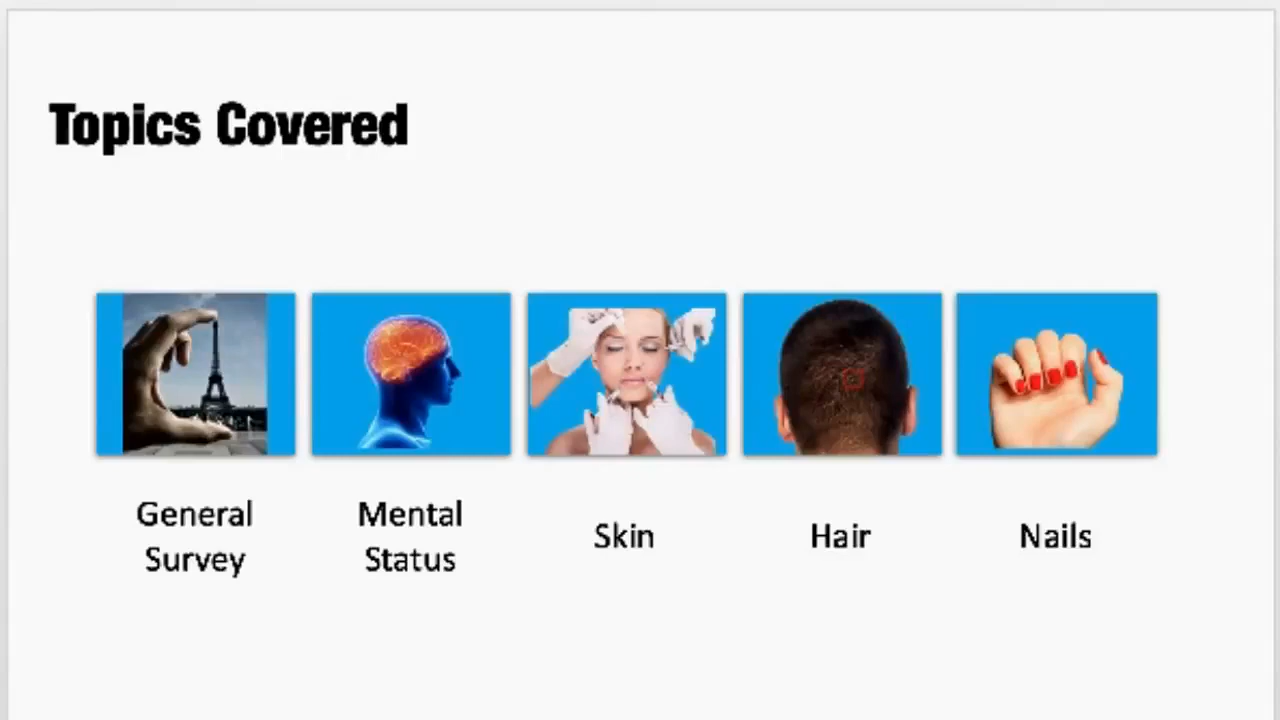 Topics Covered
General
Survey
Mental
Status
Skin
Hair
Nails